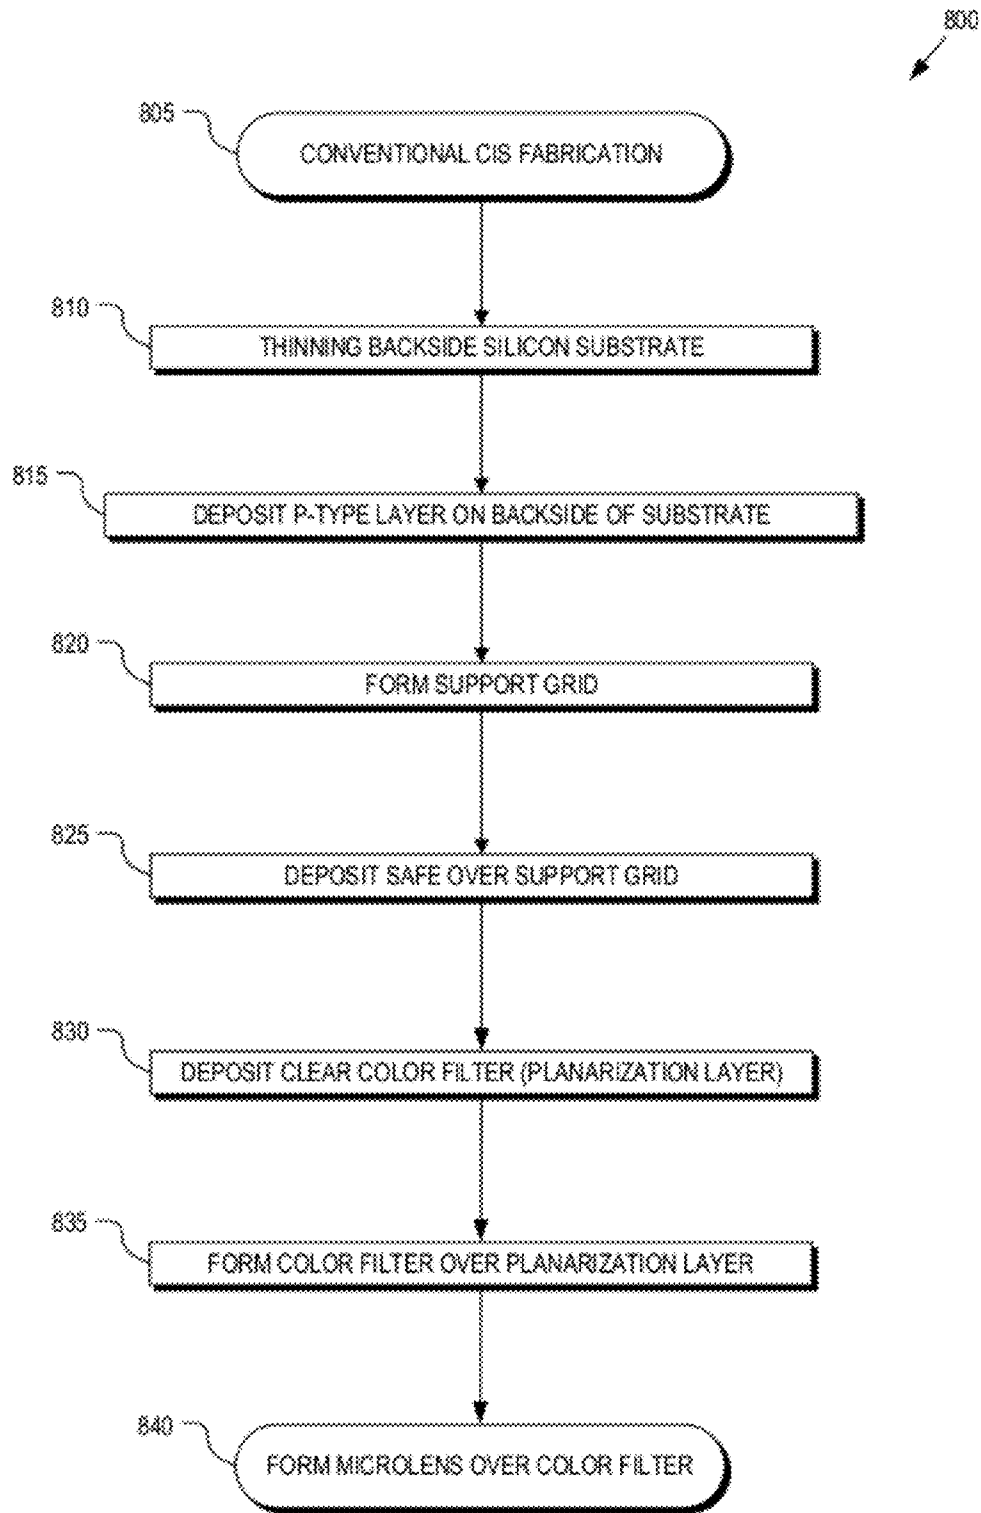 800
805
CONVENTIONAL CIS FABRICATION
810
THINNING BACKSIDE SILICON SUBSTRATE
815
DEPOSIT P-TYPE LAYER ON BACKSIDE OF SUBSTRATE
820
FORM SUPPORT GRID
825
DEPOSIT SAFE OVER SUPPORT GRID
830
DEPOSIT CLEAR COLOR FILTER (PLANARIZATION LAYER)
835
FORM COLOR FILTER OVER PLANARIZATION LAYER
840
FORM MICROLENS OVER COLOR FILTER